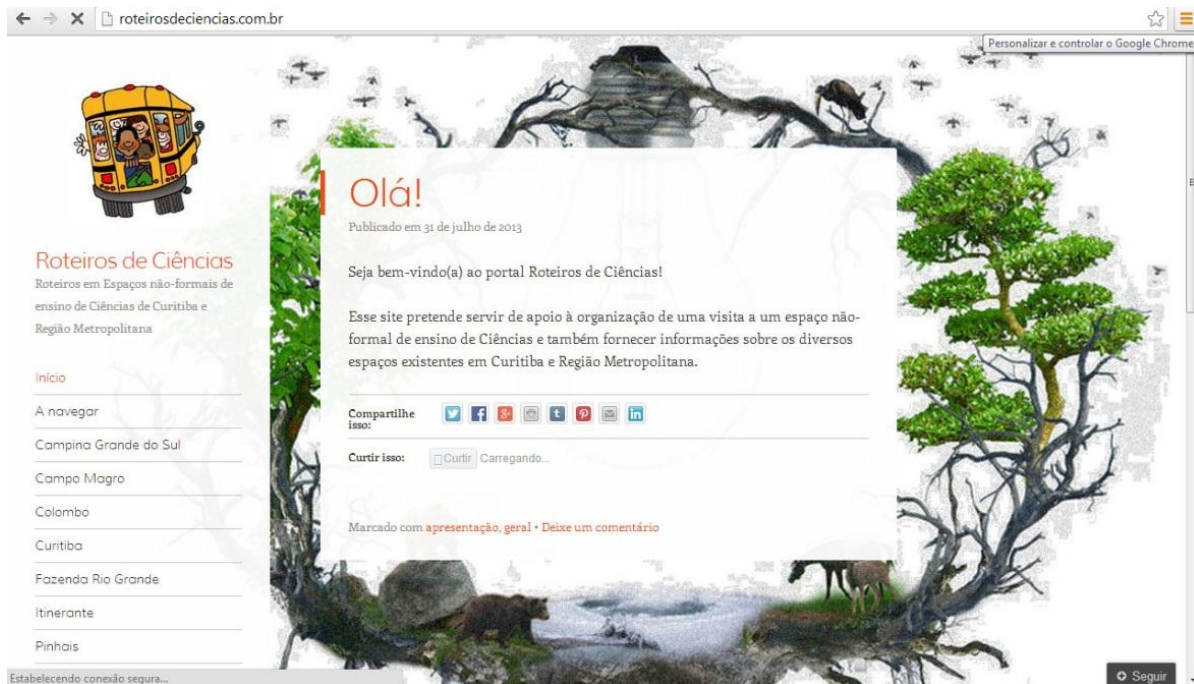 roteirosdeciencias.com.br
Personalizar e controlar o Google Chrome
Roteiros de Ciências
Roteiros em Espaços não-formais de
ensino de Ciências de Curitiba e
Região Metropolitana
Início
A navegar
Campina Grande do Sul
Campo Magro
Colombo
Curitiba
Fazenda Rio Grande
Itinerante
Pinhais
Olá!
Publicado em 31 de julho de 2013
Seja bem-vindo(a) ao portal Roteiros de Ciências!
Esse site pretende servir de apoio à organização de uma visita a um espaço não-
formal de ensino de Ciências e também fornecer informações sobre os diversos
espaços existentes em Curitiba e Região Metropolitana.
Compartilhe
isso:
Curtir isso: Curtir Carregando...
Marcado com apresentação, geral • Deixe um comentário
Estabelecendo conexão segura...
Seguir